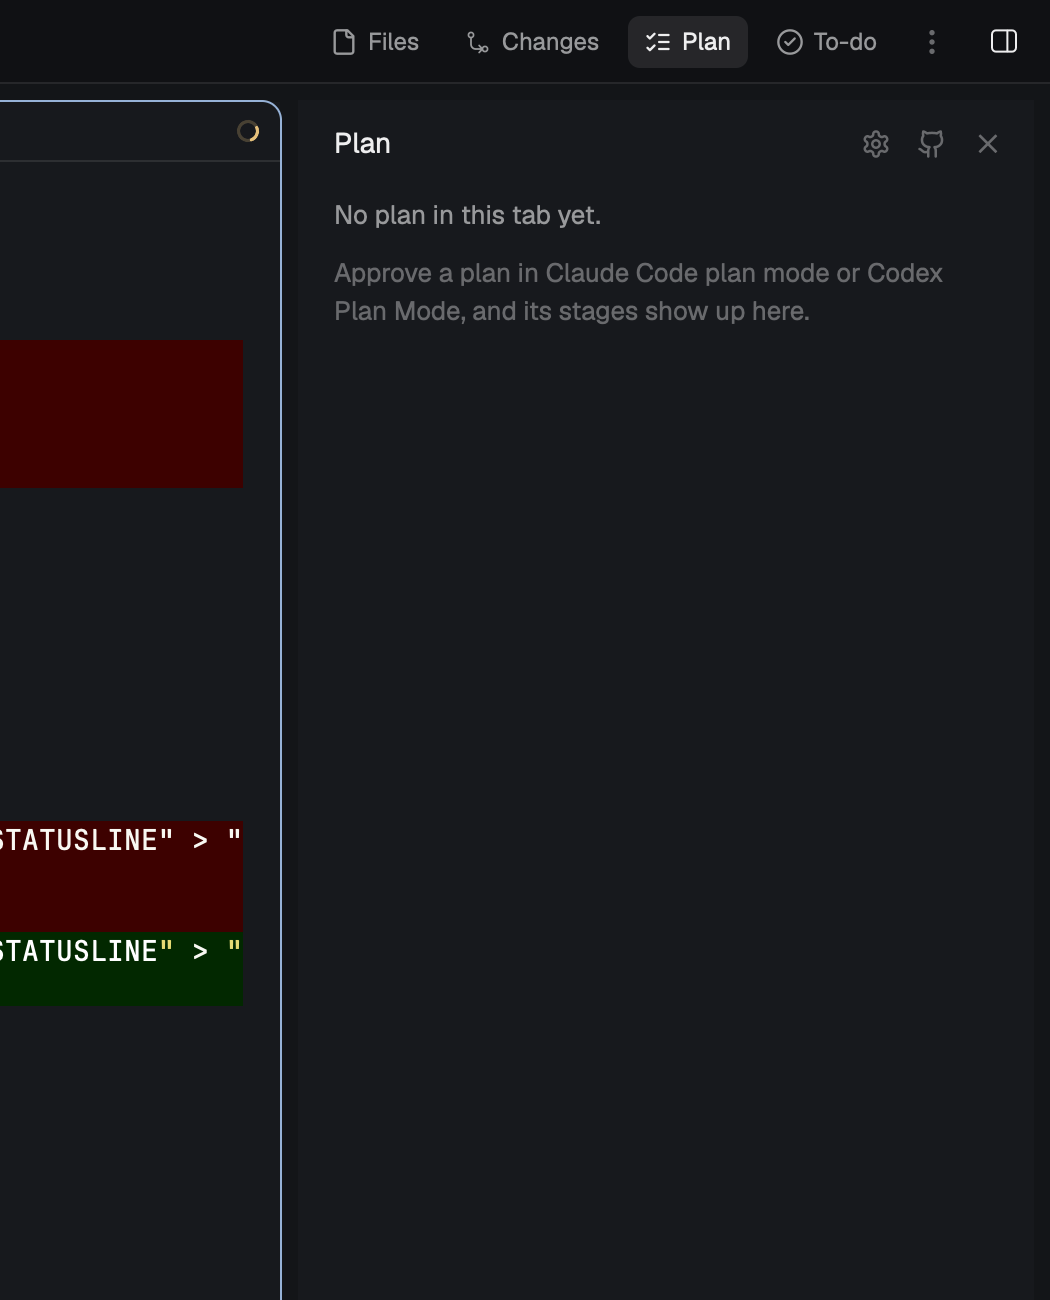 Files
Changes
Plan
To-do
Plan
No plan in this tab yet.
Approve a plan in Claude Code plan mode or Codex
Plan Mode, and its stages show up here.
STATUSLINE" > "
STATUSLINE" > "